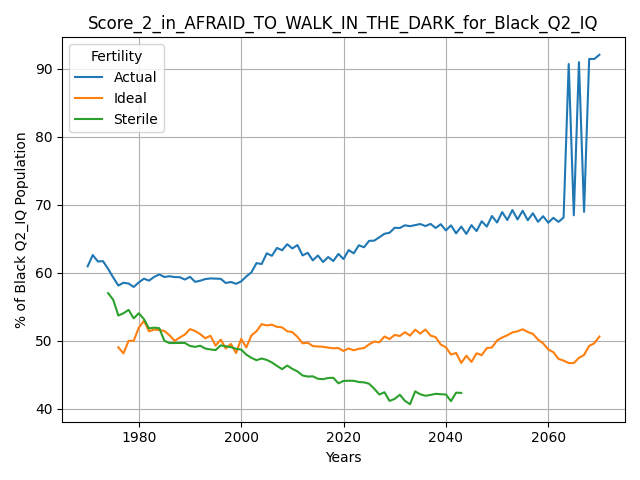 Score_2_in_AFRAID_TO_WALK_IN_THE_DARK_for_Black_Q2_IQ
Fertility
Actual
Ideal
Sterile
% of Black Q2_IQ Population
90
80
70
60
50
40
1980
2000
2020
2040
2060
Years